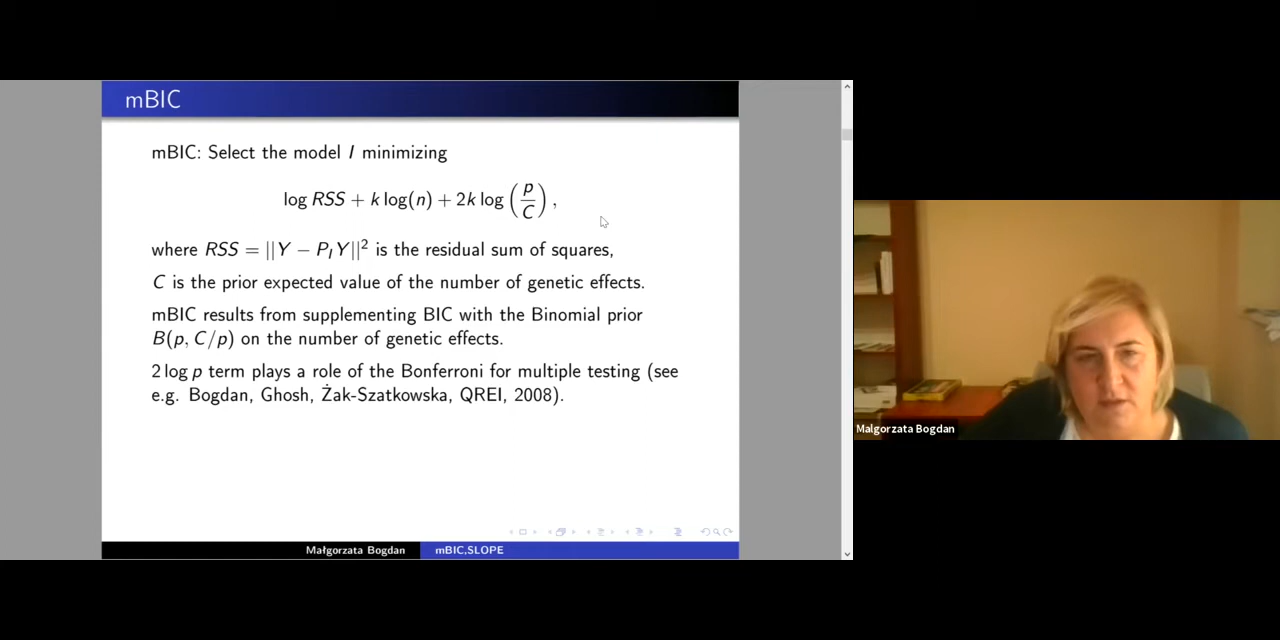 mBIC
mBIC: Select the model I minimizing
log RSS + k log(n) + 2k log (p/C) ,
where RSS = ||Y − P_I Y||² is the residual sum of squares,
C is the prior expected value of the number of genetic effects.
mBIC results from supplementing BIC with the Binomial prior
B(p, C/p) on the number of genetic effects.
2 log p term plays a role of the Bonferroni for multiple testing (see
e.g. Bogdan, Ghosh, Żak-Szatkowska, QREI, 2008).
Małgorzata Bogdan
mBIC,SLOPE
Malgorzata Bogdan